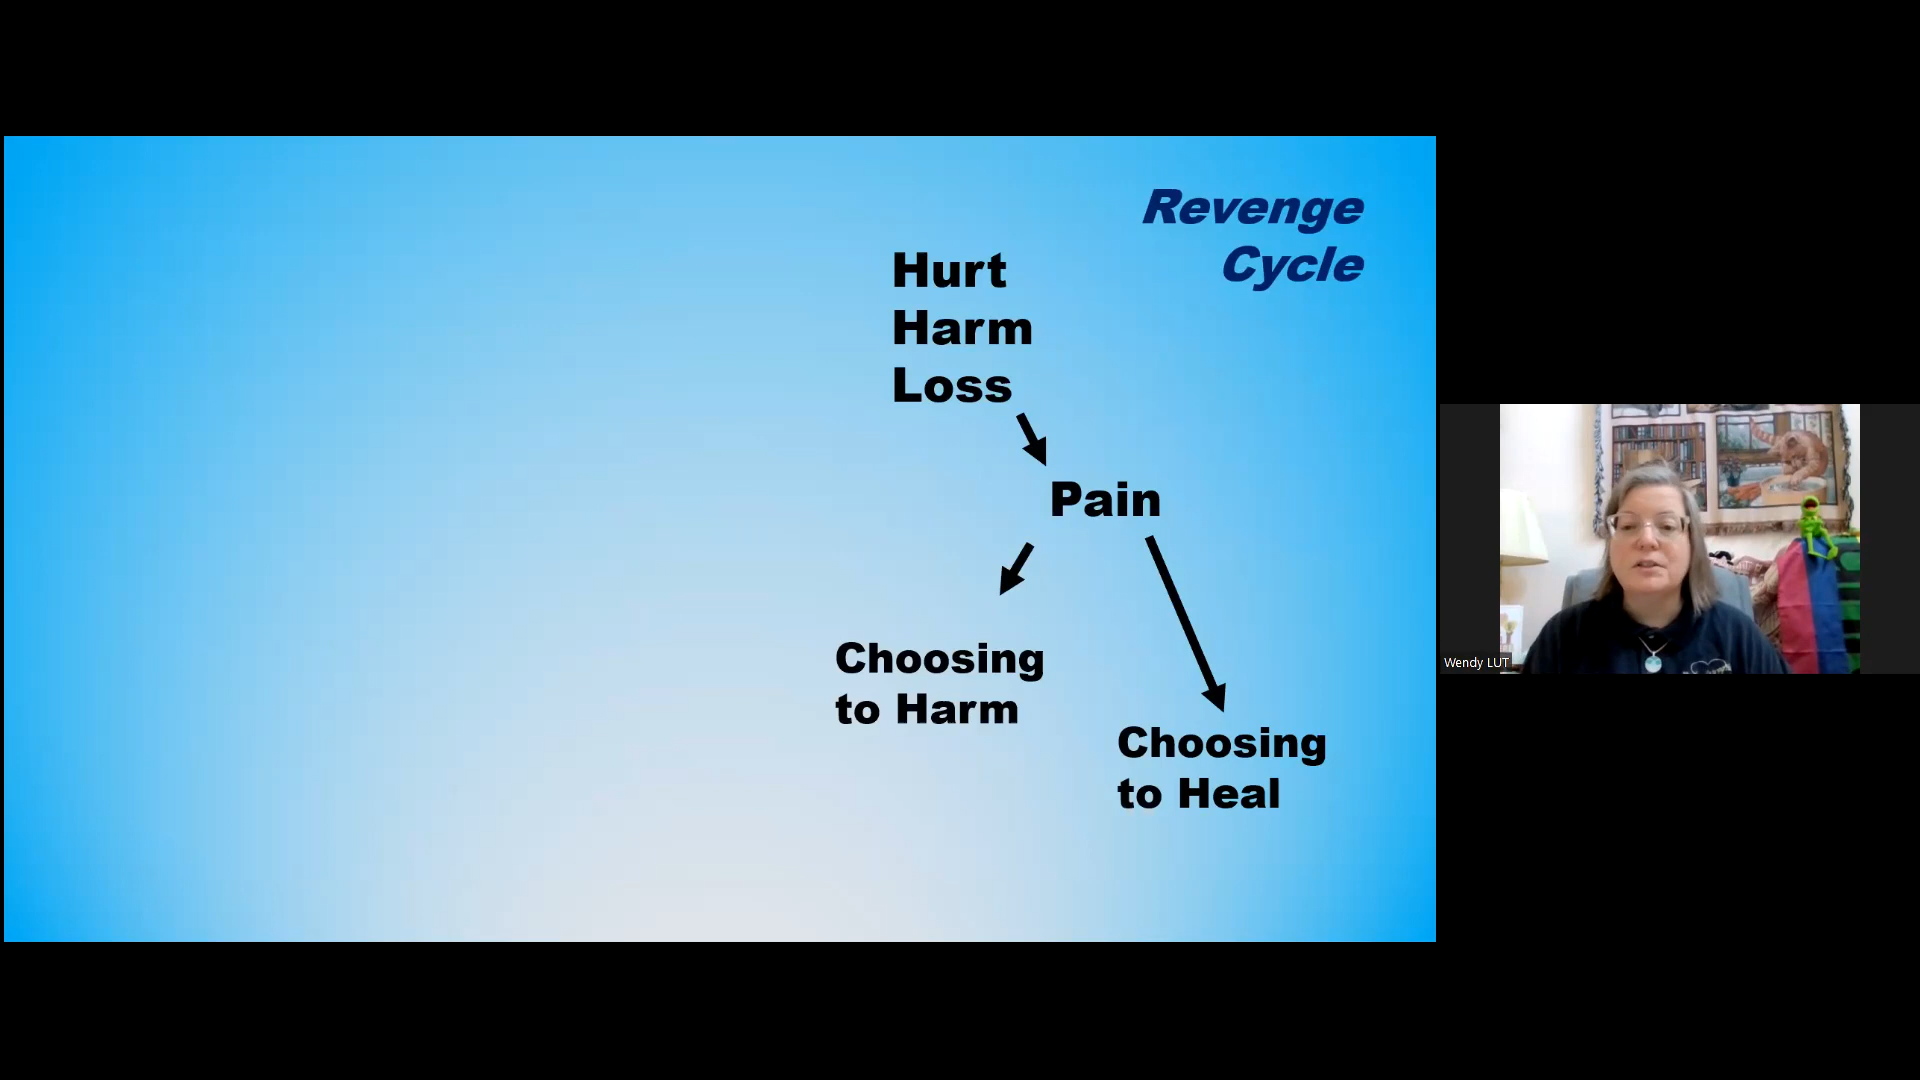 Revenge
Cycle
Hurt
Harm
Loss
Pain
Choosing
to Harm
Choosing
to Heal
Wendy LUT